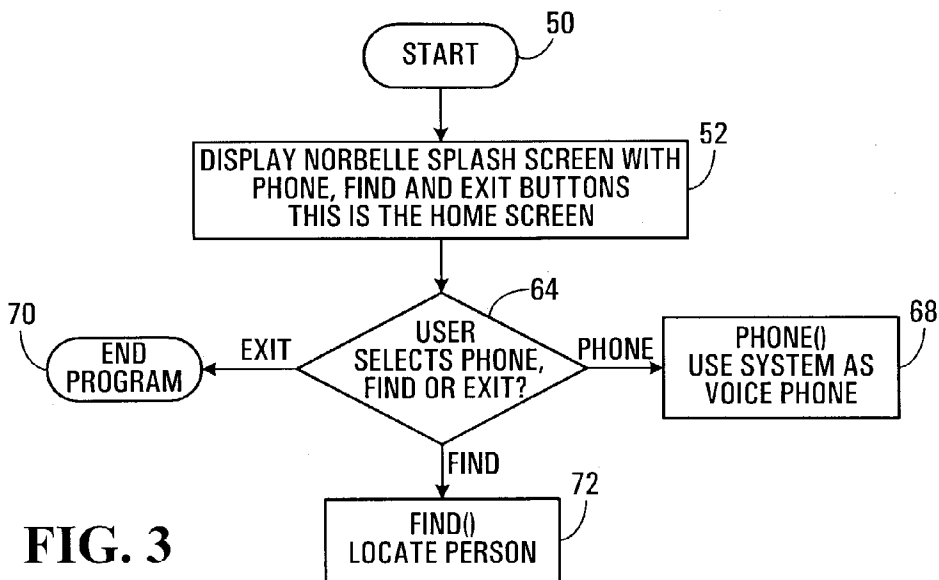 50
START
52
DISPLAY NORBELLE SPLASH SCREEN WITH
PHONE, FIND AND EXIT BUTTONS
THIS IS THE HOME SCREEN
64
USER
SELECTS PHONE,
FIND OR EXIT?
70
EXIT
END
PROGRAM
PHONE
68
PHONE()
USE SYSTEM AS
VOICE PHONE
FIND
72
FIND()
LOCATE PERSON
FIG. 3